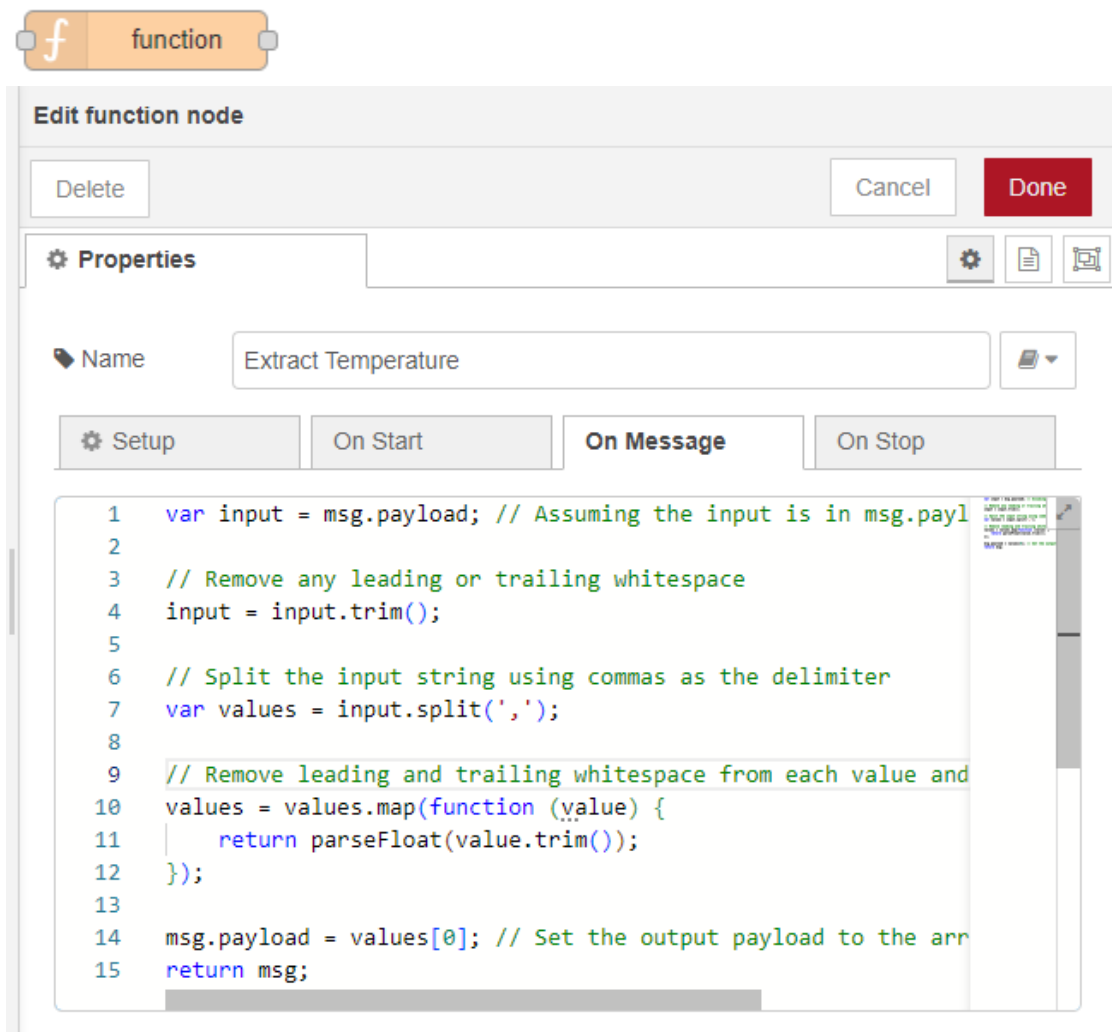 function
Edit function node
Delete
Cancel
Done
Properties
Name
Extract Temperature
Setup
On Start
On Message
On Stop
1 var input = msg.payload; // Assuming the input is in msg.payl
2
3 // Remove any leading or trailing whitespace
4 input = input.trim();
5
6 // Split the input string using commas as the delimiter
7 var values = input.split(',');
8
9 // Remove leading and trailing whitespace from each value and
10 values = values.map(function (value) {
11 return parseFloat(value.trim());
12 });
13
14 msg.payload = values[0]; // Set the output payload to the arr
15 return msg;